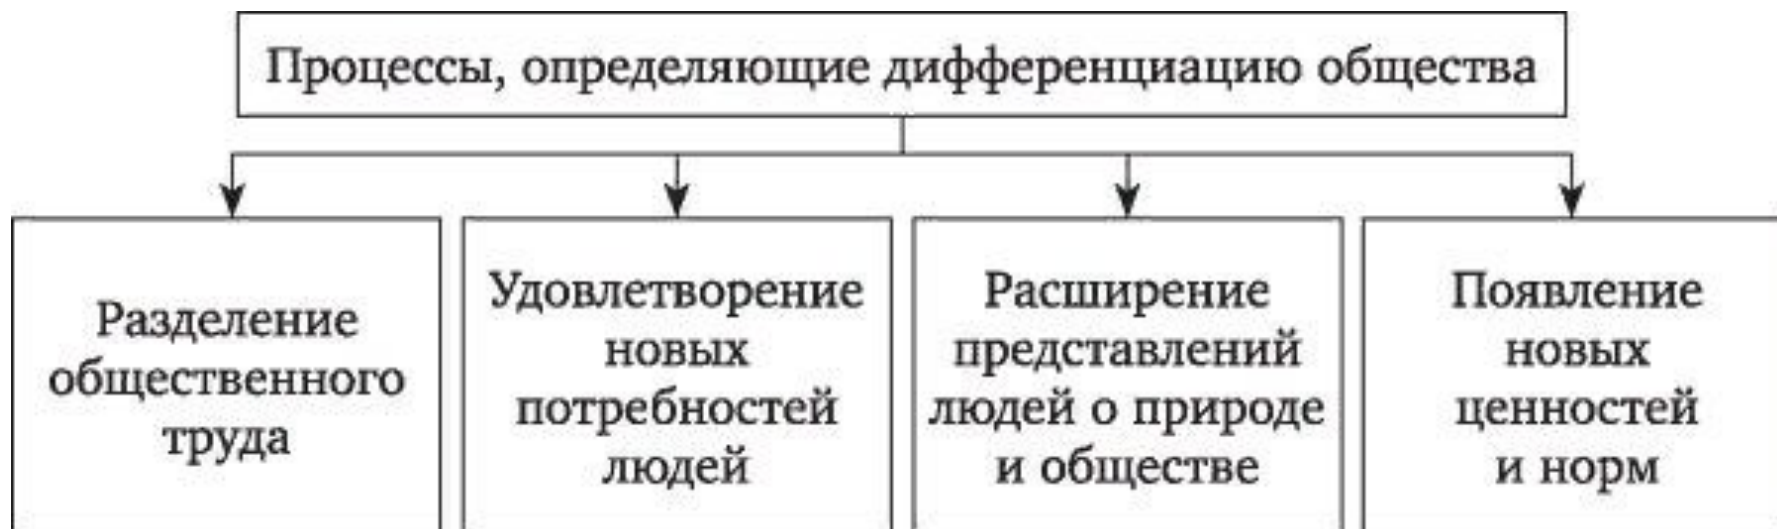 Процессы, определяющие дифференциацию общества
Разделение
общественного
труда
Удовлетворение
новых
потребностей
людей
Расширение
представлений
людей о природе
и обществе
Появление
новых
ценностей
и норм